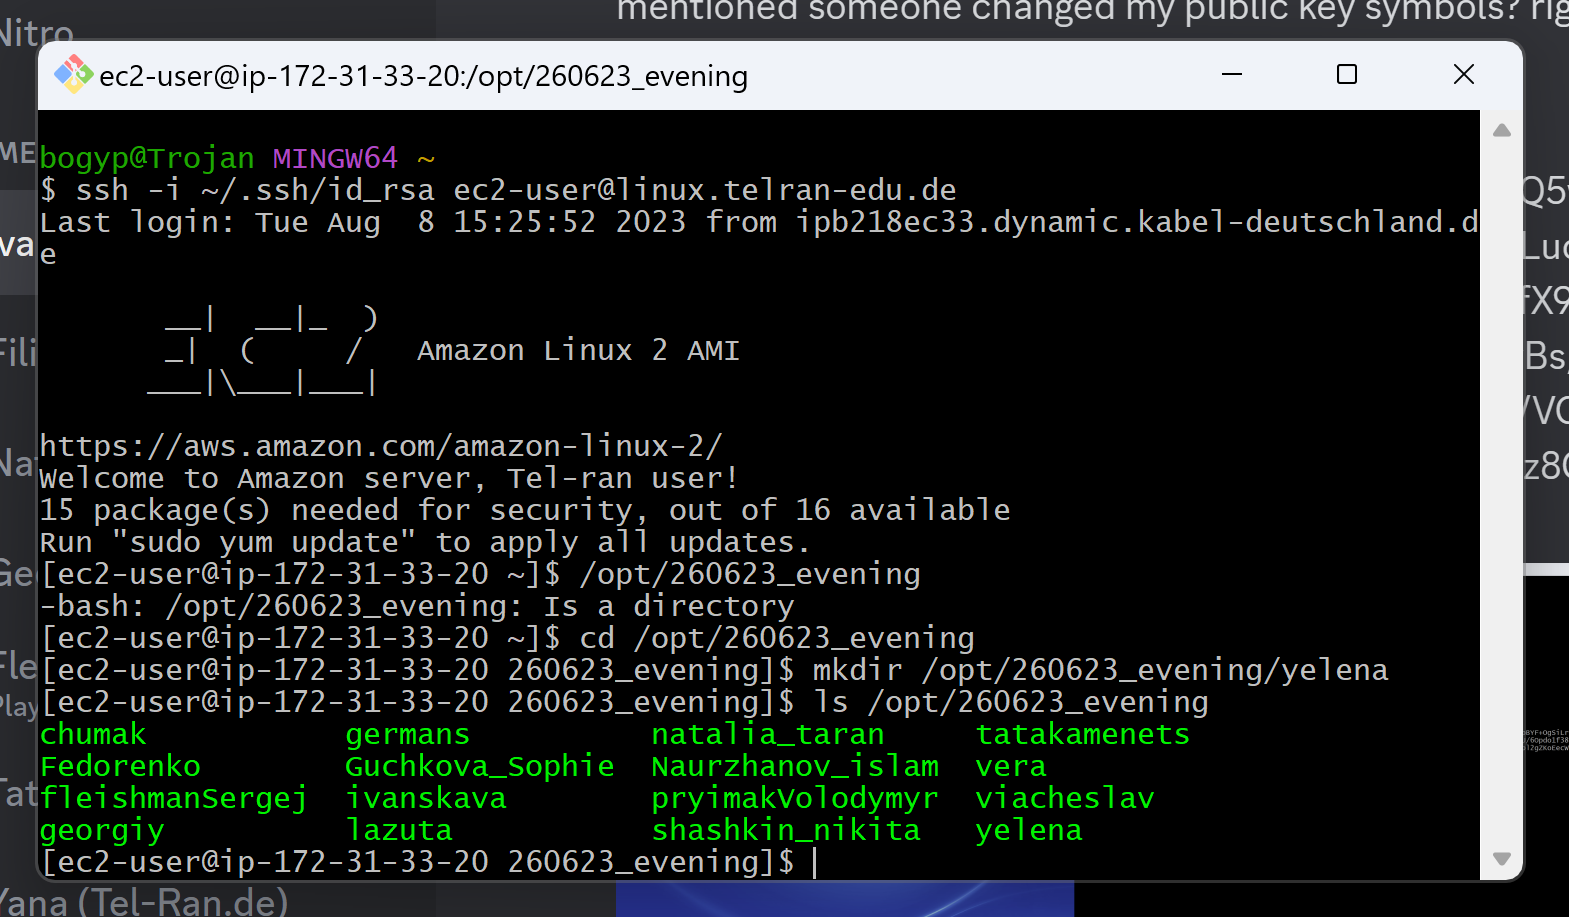 mentioned someone changed my public key symbols? rig
Nitro
ec2-user@ip-172-31-33-20:/opt/260623_evening
ME
va
Fili
Nat
Geo
Fle
Play
Tat
bogyp@Trojan MINGW64 ~
$ ssh -i ~/.ssh/id_rsa ec2-user@linux.telran-edu.de
Last login: Tue Aug  8 15:25:52 2023 from ipb218ec33.dynamic.kabel-deutschland.d
e
       __|  __|_  )
       _|  (     /   Amazon Linux 2 AMI
      ___|\___|___|
https://aws.amazon.com/amazon-linux-2/
Welcome to Amazon server, Tel-ran user!
15 package(s) needed for security, out of 16 available
Run "sudo yum update" to apply all updates.
[ec2-user@ip-172-31-33-20 ~]$ /opt/260623_evening
-bash: /opt/260623_evening: Is a directory
[ec2-user@ip-172-31-33-20 ~]$ cd /opt/260623_evening
[ec2-user@ip-172-31-33-20 260623_evening]$ mkdir /opt/260623_evening/yelena
[ec2-user@ip-172-31-33-20 260623_evening]$ ls /opt/260623_evening
chumak           germans          natalia_taran     tatakamenets
Fedorenko        Guchkova_Sophie  Naurzhanov_islam  vera
fleishmanSergej  ivanskava        pryimakVolodymyr  viacheslav
georgiy          lazuta           shashkin_nikita   yelena
[ec2-user@ip-172-31-33-20 260623_evening]$
Q5
Luc
fX9
Bs
/VC
z8
Yana (Tel-Ran.de)